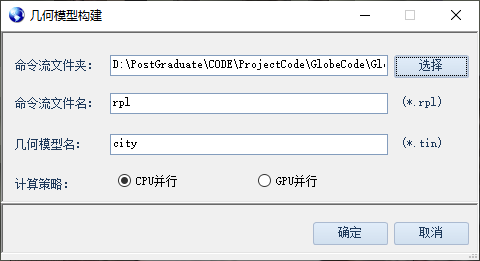 几何模型构建
命令流文件夹： D:\PostGraduate\CODE\ProjectCode\GlobeCode\Glo 选择
命令流文件名： rpl (*.rpl)
几何模型名： city (*.tin)
计算策略： CPU并行 GPU并行
确定 取消